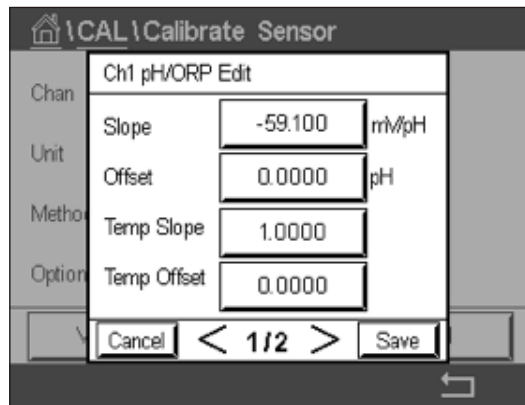 \CAL\Calibrate Sensor
Ch1 pH/ORP Edit
Chan
Slope -59.100 mV/pH
Unit
Offset 0.0000 pH
Temp Slope 1.0000
Option
Temp Offset 0.0000
Cancel < 1/2 > Save